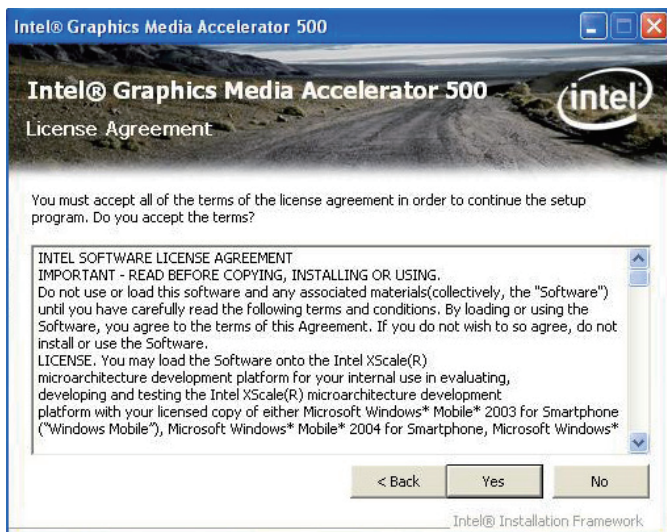 Intel® Graphics Media Accelerator 500
Intel® Graphics Media Accelerator 500
intel
License Agreement
You must accept all of the terms of the license agreement in order to continue the setup
program. Do you accept the terms?
INTEL SOFTWARE LICENSE AGREEMENT
IMPORTANT - READ BEFORE COPYING, INSTALLING OR USING.
Do not use or load this software and any associated materials(collectively, the "Software")
until you have carefully read the following terms and conditions. By loading or using the
Software, you agree to the terms of this Agreement. If you do not wish to so agree, do not
install or use the Software.
LICENSE. You may load the Software onto the Intel XScale(R)
microarchitecture development platform for your internal use in evaluating,
developing and testing the Intel XScale(R) microarchitecture development
platform with your licensed copy of either Microsoft Windows* Mobile* 2003 for Smartphone
("Windows Mobile"), Microsoft Windows* Mobile* 2004 for Smartphone, Microsoft Windows*
< Back
Yes
No
Intel® Installation Framework